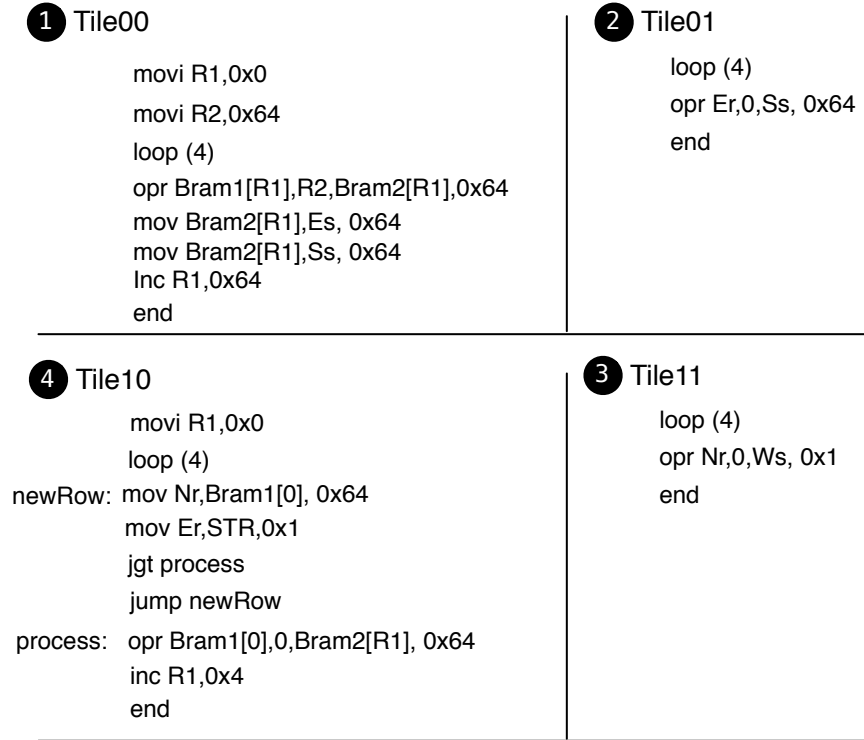 1 Tile00
movi R1,0x0
movi R2,0x64
loop (4)
opr Bram1[R1],R2,Bram2[R1],0x64
mov Bram2[R1],Es, 0x64
mov Bram2[R1],Ss, 0x64
Inc R1,0x64
end
2 Tile01
loop (4)
opr Er,0,Ss, 0x64
end
4 Tile10
movi R1,0x0
loop (4)
newRow: mov Nr,Bram1[0], 0x64
mov Er,STR,0x1
jgt process
jump newRow
process: opr Bram1[0],0,Bram2[R1], 0x64
inc R1,0x4
end
3 Tile11
loop (4)
opr Nr,0,Ws, 0x1
end